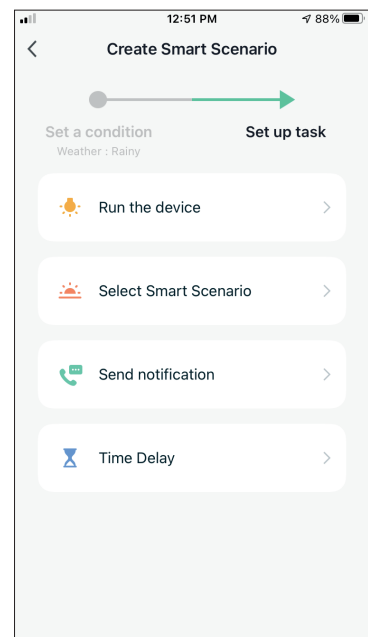 12:51 PM 88%
Create Smart Scenario
Set a condition Set up task
Weather : Rainy
Run the device
Select Smart Scenario
Send notification
Time Delay